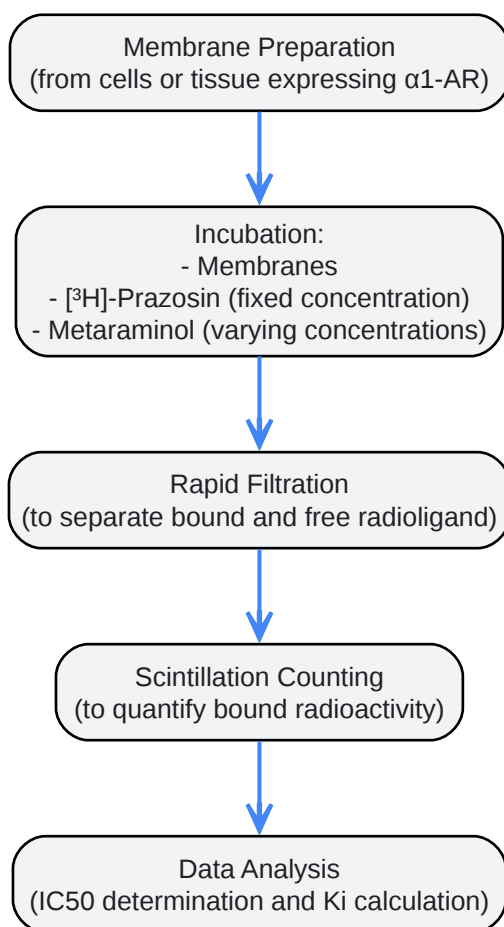 Membrane Preparation
(from cells or tissue expressing α1-AR)
Incubation:
- Membranes
- [³H]-Prazosin (fixed concentration)
- Metaraminol (varying concentrations)
Rapid Filtration
(to separate bound and free radioligand)
Scintillation Counting
(to quantify bound radioactivity)
Data Analysis
(IC50 determination and Ki calculation)